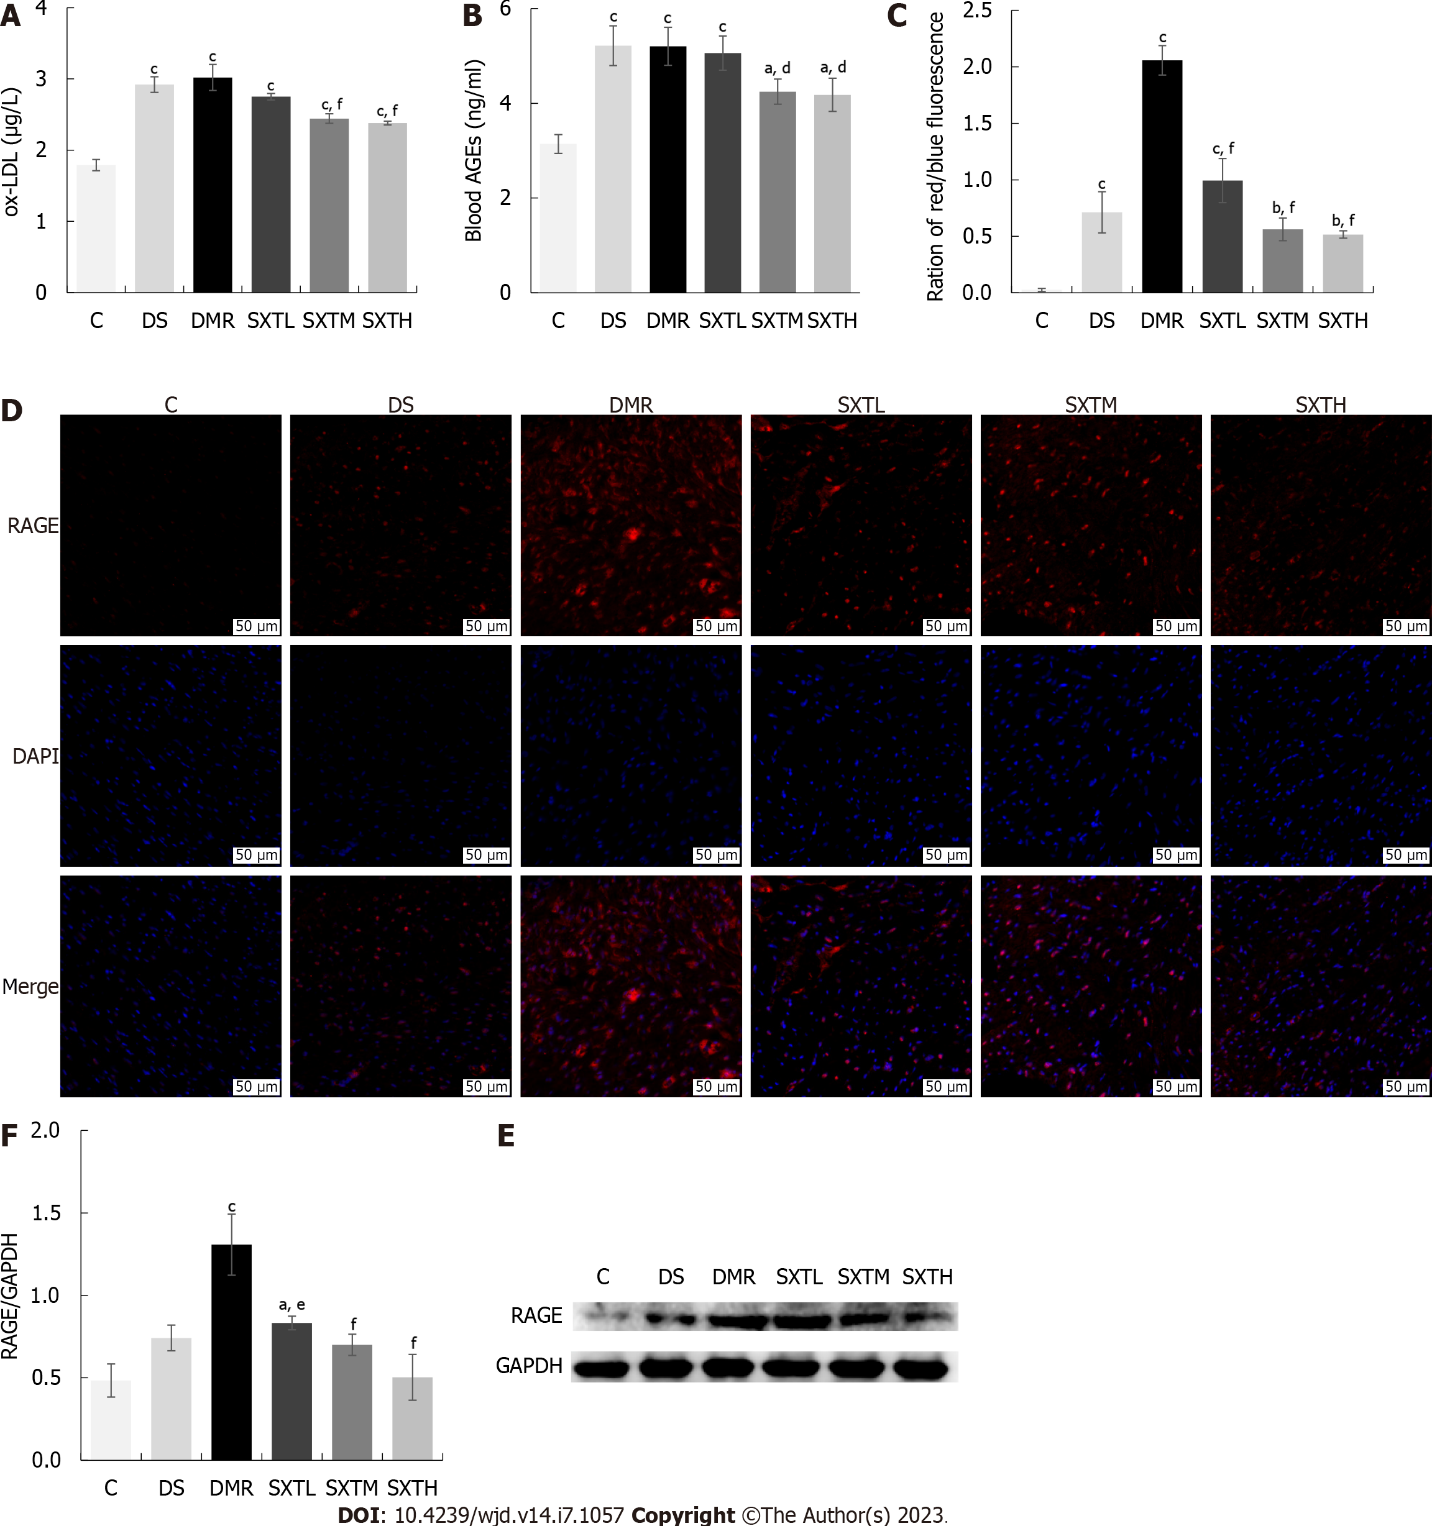 A
4
3
2
1
0
ox-LDL (μg/L)
c
c
c
c, f
c, f
C DS DMR SXTL SXTM SXTH
B
6
4
2
0
Blood AGEs (ng/ml)
c
c
c
a, d
a, d
C DS DMR SXTL SXTM SXTH
C
2.5
2.0
1.5
1.0
0.5
0.0
Ration of red/blue fluorescence
c
c
c, f
b, f
b, f
C DS DMR SXTL SXTM SXTH
D
C DS DMR SXTL SXTM SXTH
RAGE
50 μm 50 μm 50 μm 50 μm 50 μm 50 μm
DAPI
50 μm 50 μm 50 μm 50 μm 50 μm 50 μm
Merge
50 μm 50 μm 50 μm 50 μm 50 μm 50 μm
F
2.0
1.5
1.0
0.5
0.0
RAGE/GAPDH
c
a, e
f
f
C DS DMR SXTL SXTM SXTH
E
C DS DMR SXTL SXTM SXTH
RAGE
GAPDH
DOI: 10.4239/wjd.v14.i7.1057 Copyright ©The Author(s) 2023.